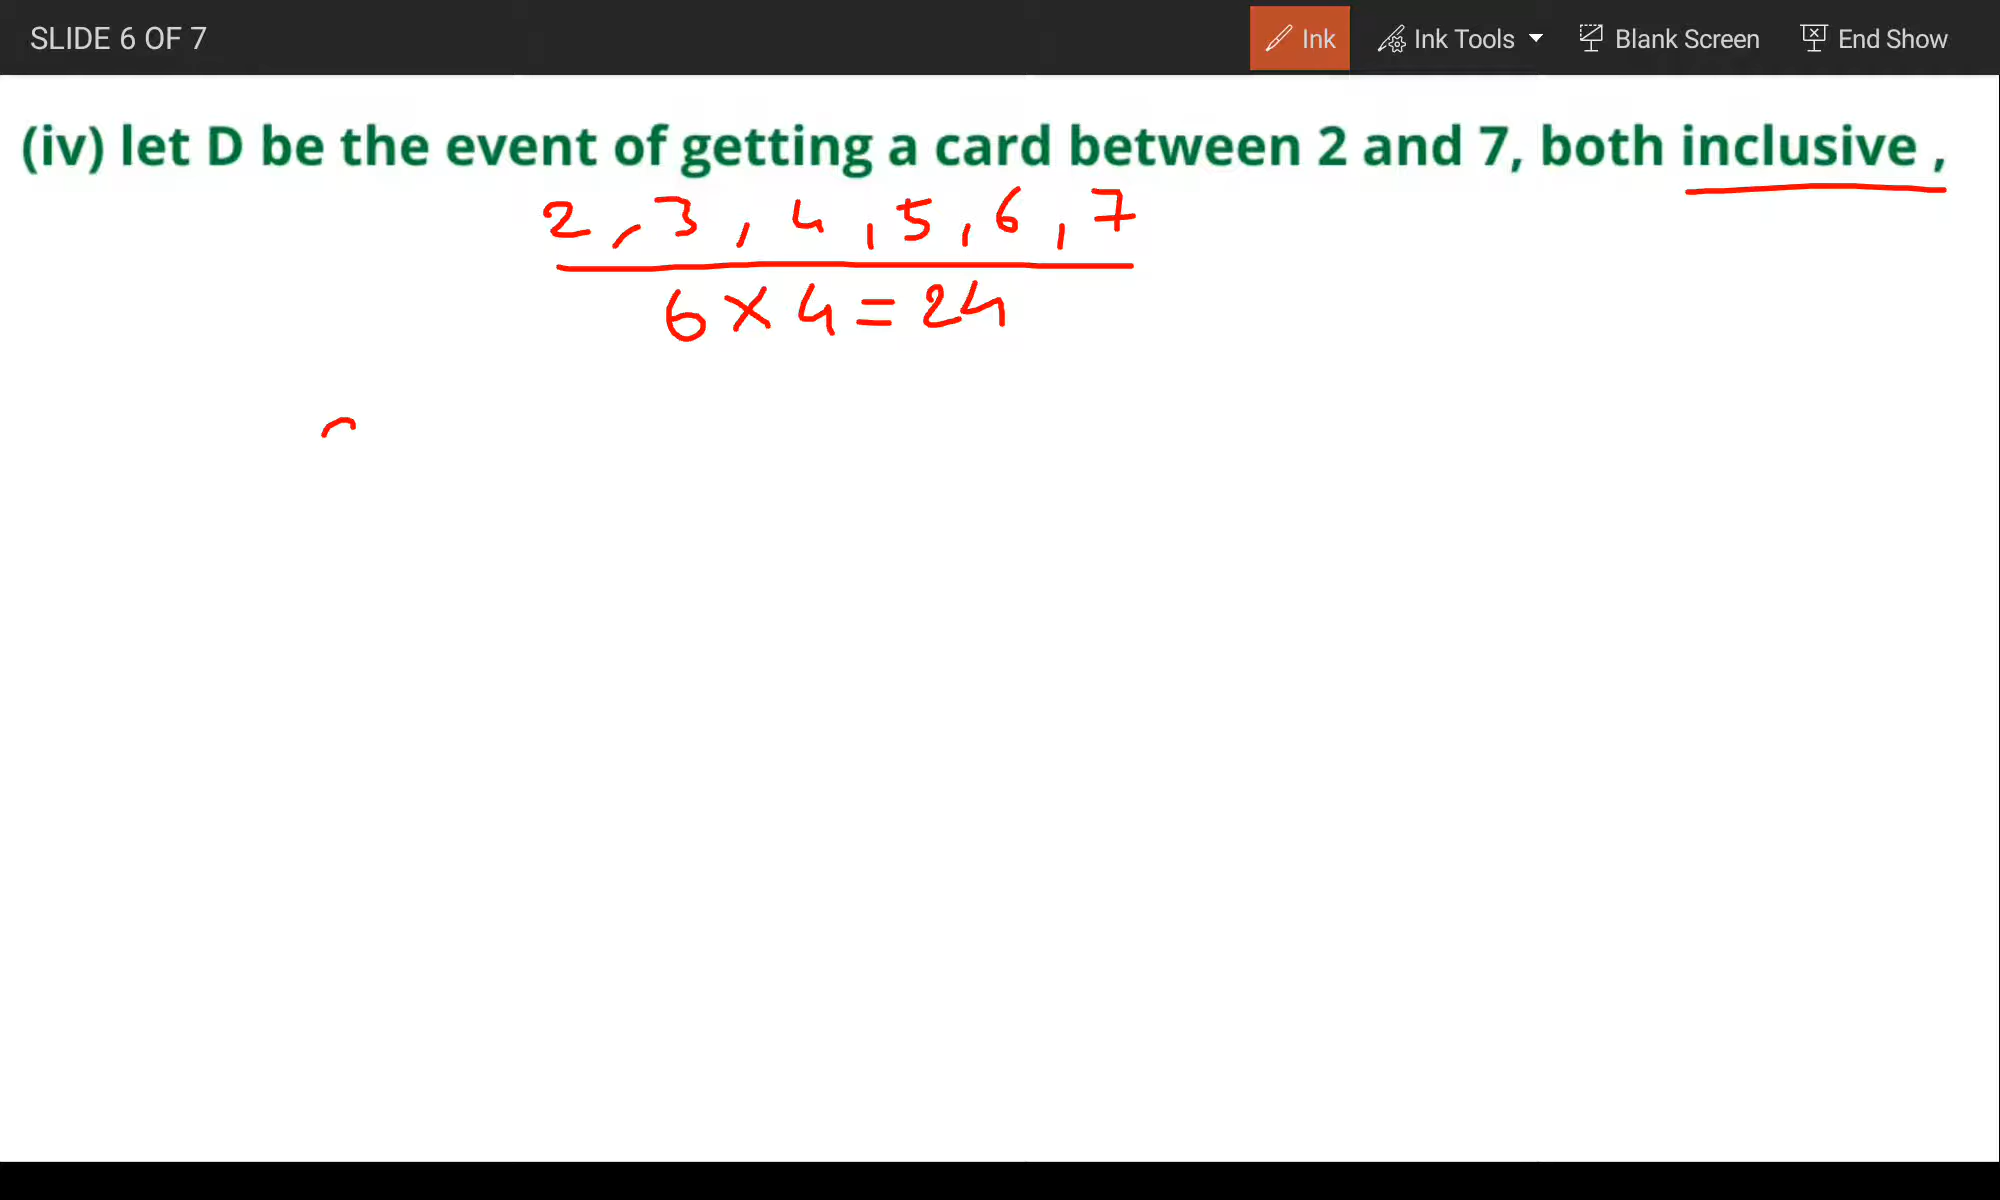 SLIDE 6 OF 7 Ink Ink Tools Blank Screen End Show
(iv) let D be the event of getting a card between 2 and 7, both inclusive ,
2 , 3 , 4 , 5 , 6 , 7
6 × 4 = 24